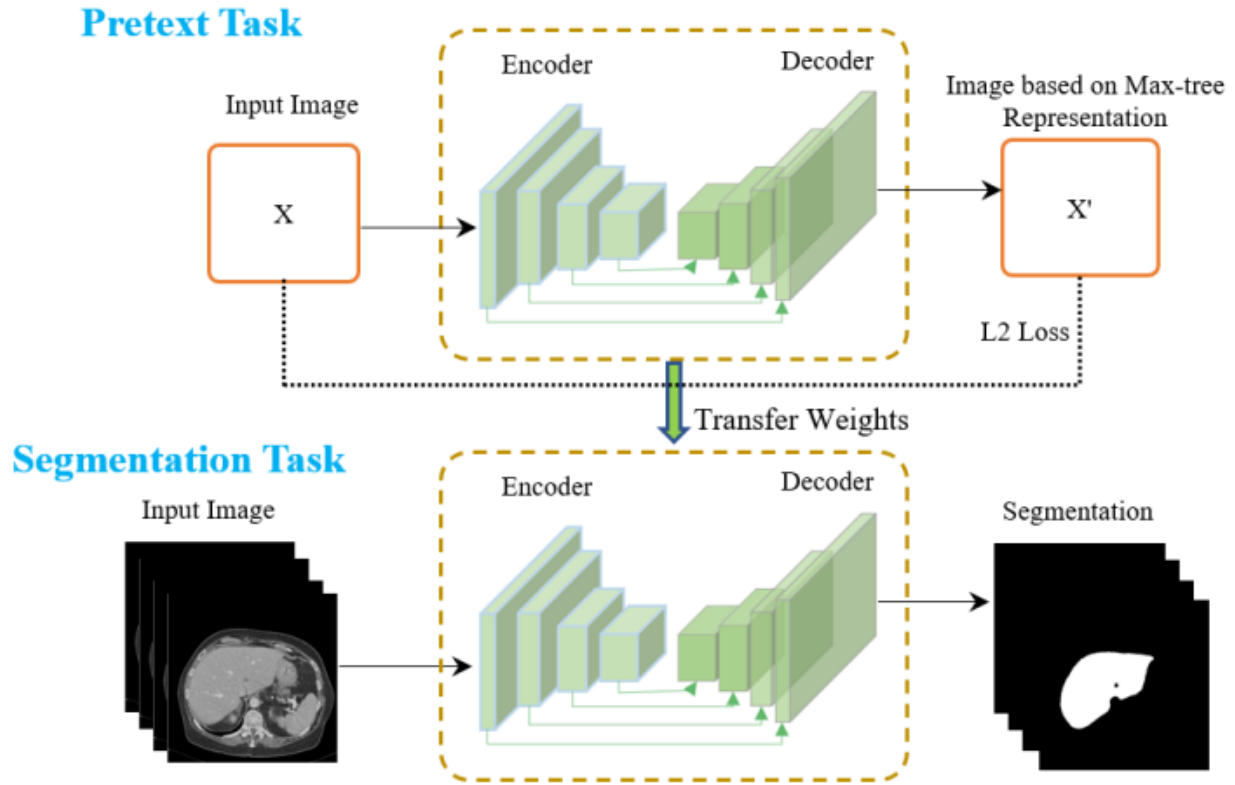 Pretext Task
Encoder
Decoder
Input Image
Image based on Max-tree
Representation
X
X'
L2 Loss
Transfer Weights
Segmentation Task
Encoder
Decoder
Input Image
Segmentation